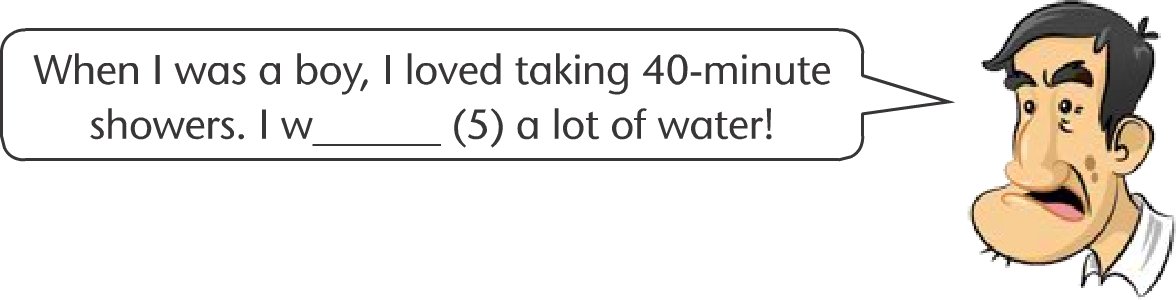 When I was a boy, I loved taking 40-minute
showers. I w______ (5) a lot of water!